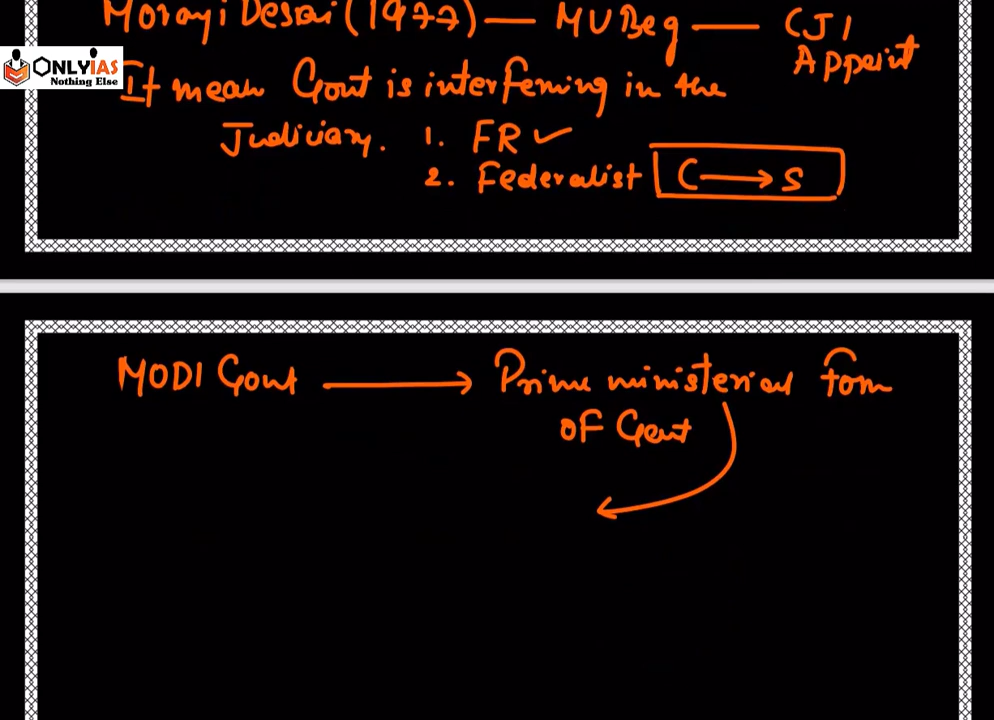 Moraji Desai (1977) — MU Beg — CJI
Appoint
ONLYIAS
Nothing Else
It mean Govt is interfering in the
Judiciary. 1. FR ✓
2. Federalist C → S
MODI Govt → Prime ministerial form
of Govt